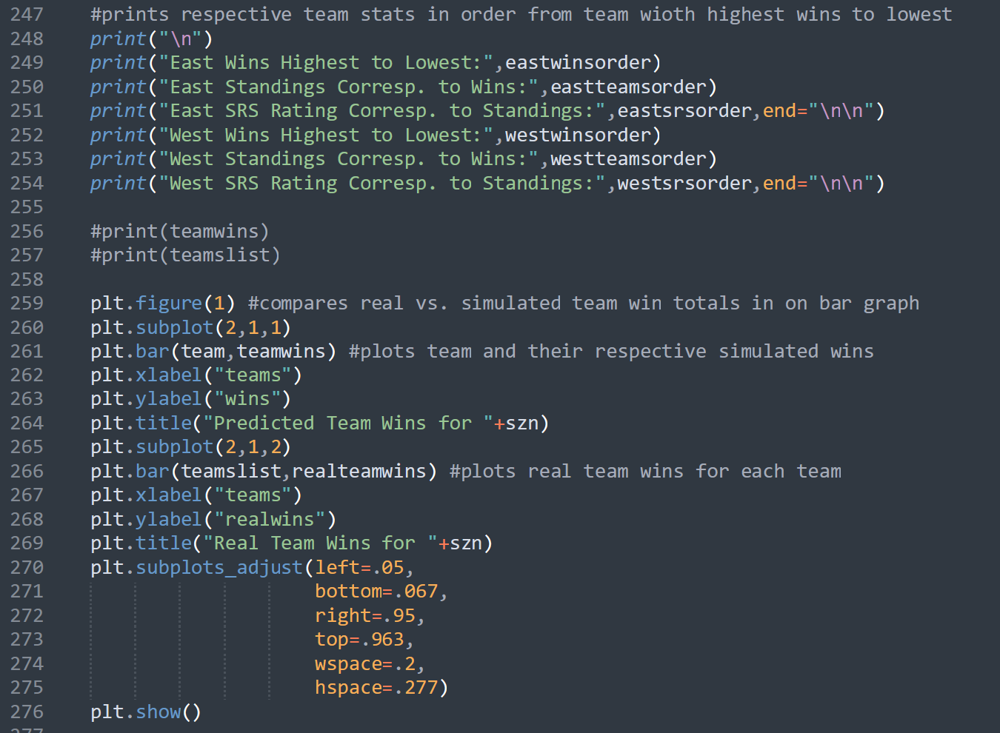 247 #prints respective team stats in order from team wioth highest wins to lowest
248 print("\n")
249 print("East Wins Highest to Lowest:",eastwinsorder)
250 print("East Standings Corresp. to Wins:",eastteamsorder)
251 print("East SRS Rating Corresp. to Standings:",eastsrsorder,end="\n\n")
252 print("West Wins Highest to Lowest:",westwinsorder)
253 print("West Standings Corresp. to Wins:",westteamsorder)
254 print("West SRS Rating Corresp. to Standings:",westsrsorder,end="\n\n")
255
256 #print(teamwins)
257 #print(teamslist)
258
259 plt.figure(1) #compares real vs. simulated team win totals in on bar graph
260 plt.subplot(2,1,1)
261 plt.bar(team,teamwins) #plots team and their respective simulated wins
262 plt.xlabel("teams")
263 plt.ylabel("wins")
264 plt.title("Predicted Team Wins for "+szn)
265 plt.subplot(2,1,2)
266 plt.bar(teamslist,realteamwins) #plots real team wins for each team
267 plt.xlabel("teams")
268 plt.ylabel("realwins")
269 plt.title("Real Team Wins for "+szn)
270 plt.subplots_adjust(left=.05,
271 bottom=.067,
272 right=.95,
273 top=.963,
274 wspace=.2,
275 hspace=.277)
276 plt.show()